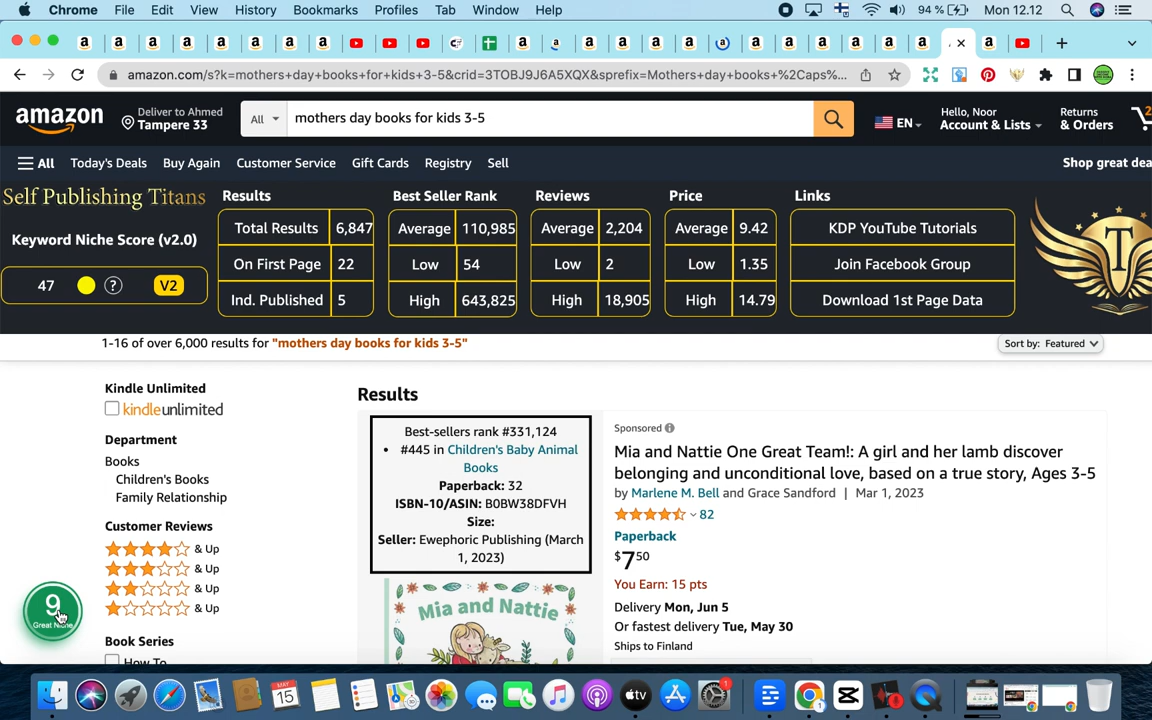 Chrome File Edit View History Bookmarks Profiles Tab Window Help 94 % Mon 12.12
amazon.com/s?k=mothers+day+books+for+kids+3-5&crid=3TOBJ9J6A5XQX&sprefix=Mothers+day+books+%2Caps%...
amazon Deliver to Ahmed Tampere 33 All mothers day books for kids 3-5 EN Hello, Noor Account & Lists Returns & Orders
All Today's Deals Buy Again Customer Service Gift Cards Registry Sell Shop great dea
Self Publishing Titans Results Best Seller Rank Reviews Price Links
Total Results 6,847 Average 110,985 Average 2,204 Average 9.42 KDP YouTube Tutorials
Keyword Niche Score (v2.0)
On First Page 22 Low 54 Low 2 Low 1.35 Join Facebook Group
47 ? V2
Ind. Published 5 High 643,825 High 18,905 High 14.79 Download 1st Page Data
1-16 of over 6,000 results for "mothers day books for kids 3-5" Sort by: Featured
Kindle Unlimited
kindleunlimited
Department
Books
Children's Books
Family Relationship
Customer Reviews
& Up
& Up
& Up
& Up
Book Series
How To
9
Results
Best-sellers rank #331,124
• #445 in Children's Baby Animal
Books
Paperback: 32
ISBN-10/ASIN: B0BW38DFVH
Size:
Seller: Ewephoric Publishing (March
1, 2023)
Mia and Nattie
Sponsored
Mia and Nattie One Great Team!: A girl and her lamb discover
belonging and unconditional love, based on a true story, Ages 3-5
by Marlene M. Bell and Grace Sandford | Mar 1, 2023
82
Paperback
$7 50
You Earn: 15 pts
Delivery Mon, Jun 5
Or fastest delivery Tue, May 30
Ships to Finland
MAY 15 tv 1